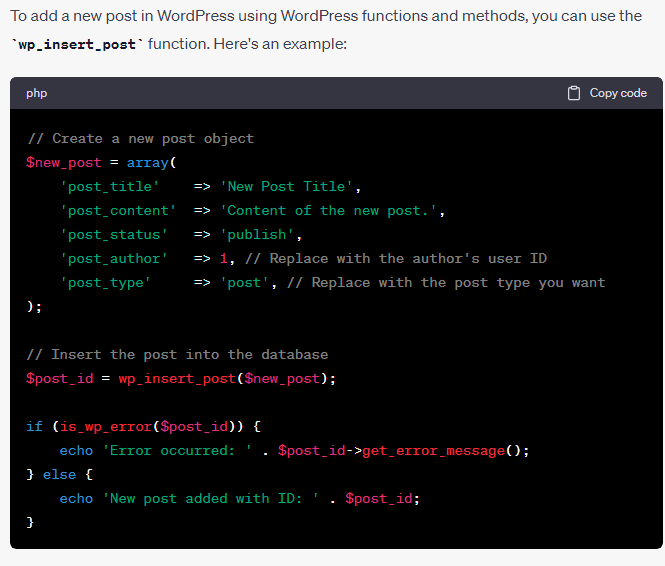 To add a new post in WordPress using WordPress functions and methods, you can use the
`wp_insert_post` function. Here's an example:
php
Copy code
// Create a new post object
$new_post = array(
    'post_title'    => 'New Post Title',
    'post_content'  => 'Content of the new post.',
    'post_status'   => 'publish',
    'post_author'   => 1, // Replace with the author's user ID
    'post_type'     => 'post', // Replace with the post type you want
);
// Insert the post into the database
$post_id = wp_insert_post($new_post);
if (is_wp_error($post_id)) {
    echo 'Error occurred: ' . $post_id->get_error_message();
} else {
    echo 'New post added with ID: ' . $post_id;
}